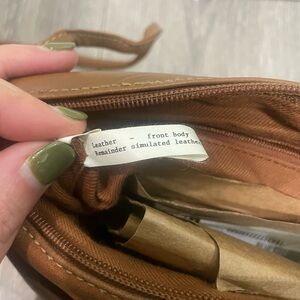 Leather - front body
Remainder simulated leather